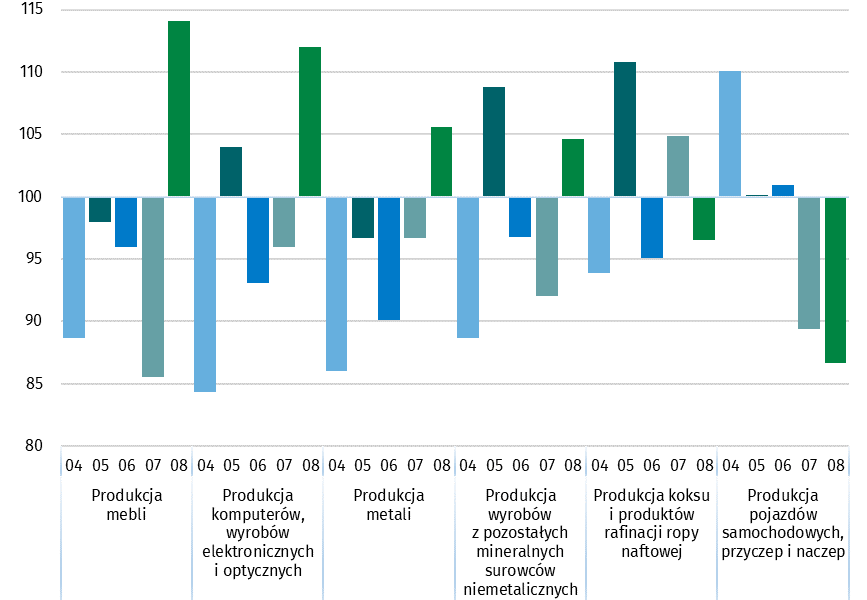 115
110
105
100
95
90
85
80
04 05 06 07 08 04 05 06 07 08 04 05 06 07 08 04 05 06 07 08 04 05 06 07 08 04 05 06 07 08
Produkcja
mebli
Produkcja
komputerów,
wyrobów
elektronicznych
i optycznych
Produkcja
metali
Produkcja
wyrobów
z pozostałych
mineralnych
surowców
niemetalicznych
Produkcja koksu
i produktów
rafinacji ropy
naftowej
Produkcja
pojazdów
samochodowych,
przyczep i naczep